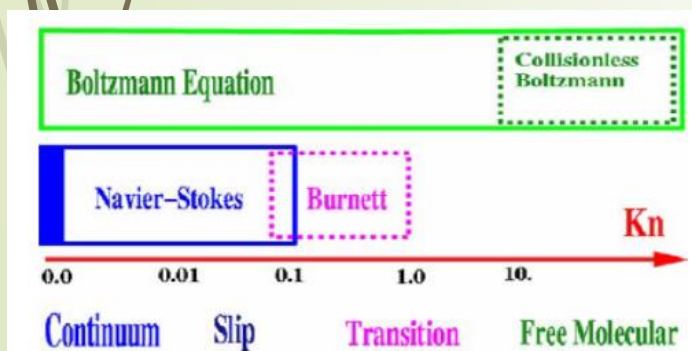 Boltzmann Equation
Collisionless
Boltzmann
Navier–Stokes
Burnett
Kn
0.0 0.01 0.1 1.0 10.
Continuum Slip Transition Free Molecular